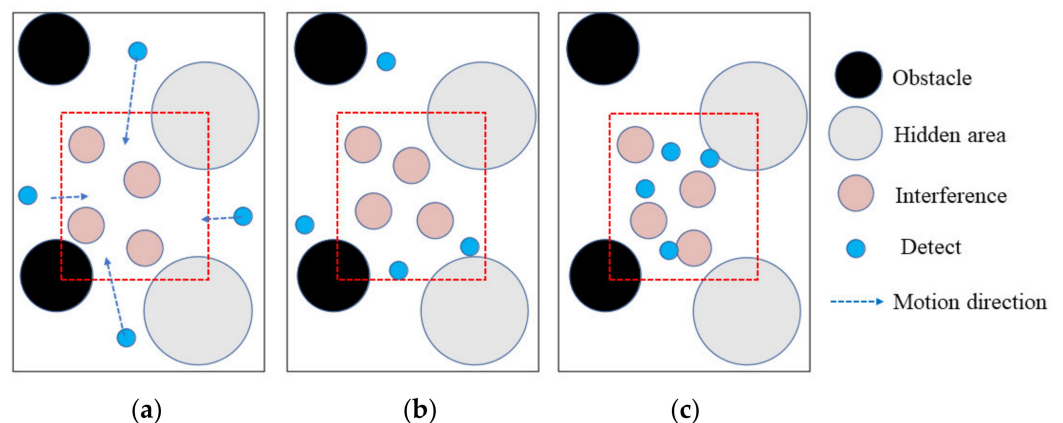 Obstacle
Hidden area
Interference
Detect
Motion direction
(a) (b) (c)